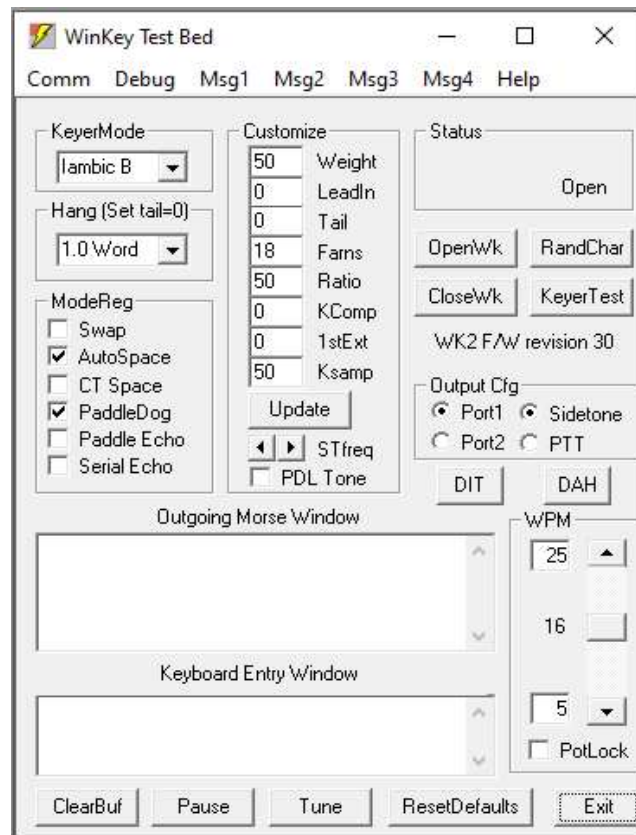 WinKey Test Bed
Comm Debug Msg1 Msg2 Msg3 Msg4 Help
KeyerMode
Iambic B
Hang (Set tail=0)
1.0 Word
ModeReg
Swap
AutoSpace
CT Space
PaddleDog
Paddle Echo
Serial Echo
Customize
50 Weight
0 LeadIn
0 Tail
18 Farns
50 Ratio
0 KComp
0 1stExt
50 Ksamp
Update
STfreq
PDL Tone
Status
Open
OpenWk RandChar
CloseWk KeyerTest
WK2 F/W revision 30
Output Cfg
Port1 Sidetone
Port2 PTT
DIT DAH
Outgoing Morse Window
Keyboard Entry Window
WPM
25
16
5
PotLock
ClearBuf Pause Tune ResetDefaults Exit